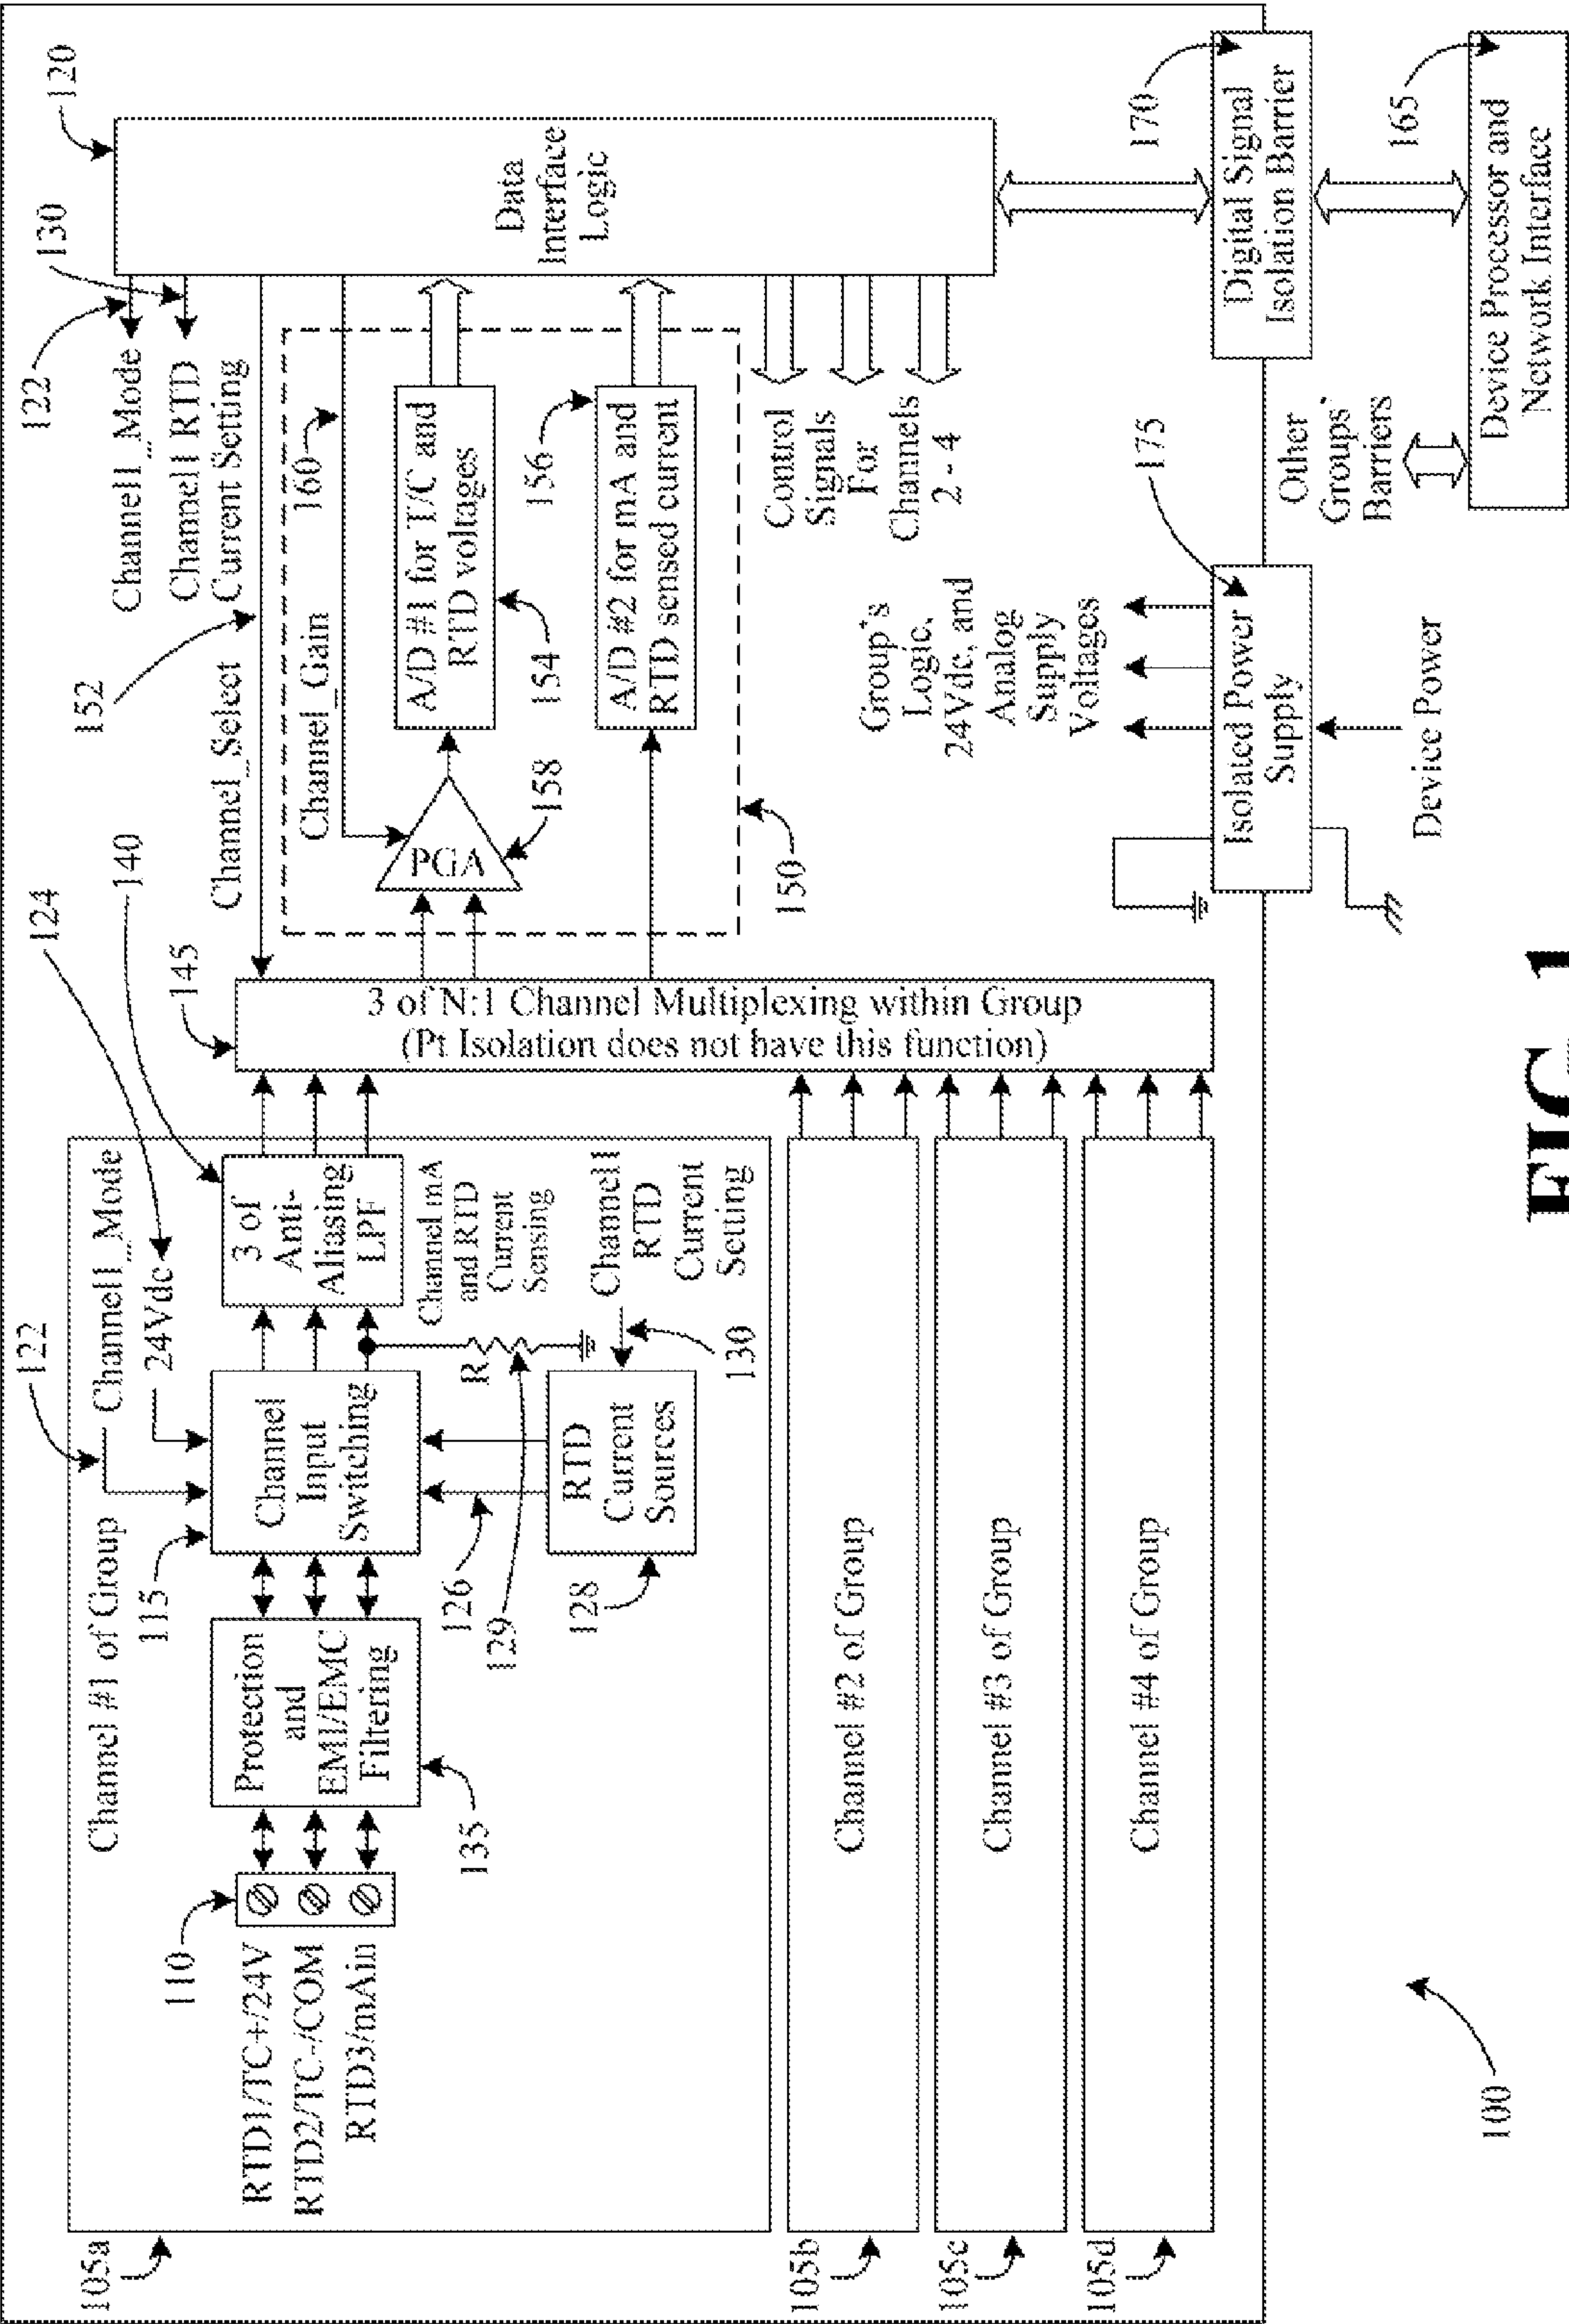 105a
Channel #1 of Group
110
RTD1/TC+/24V
RTD2/TC-/COM
RTD3/mAin
Protection
and
EMI/EMC
Filtering
135
115
122
Channel1_Mode
24Vdc
124
Channel
Input
Switching
126
129
R
128
RTD
Current
Sources
130
Channel1
RTD
Current
Setting
Channel mA
and RTD
Current
Sensing
140
3 of
Anti-
Aliasing
LPF
105b
Channel #2 of Group
105c
Channel #3 of Group
105d
Channel #4 of Group
145
3 of N:1 Channel Multiplexing within Group
(Pt Isolation does not have this function)
152
Channel_Select
122
Channel1_Mode
130
Channel1 RTD
Current Setting
160
Channel_Gain
PGA
158
A/D #1 for T/C and
RTD voltages
154
156
A/D #2 for mA and
RTD sensed current
150
120
Data
Interface
Logic
Control
Signals
For
Channels
2 - 4
Group's
Logic,
24Vdc, and
Analog
Supply
Voltages
175
Isolated Power
Supply
Device Power
170
Digital Signal
Isolation Barrier
Other
Groups'
Barriers
165
Device Processor and
Network Interface
100
FIG. 1